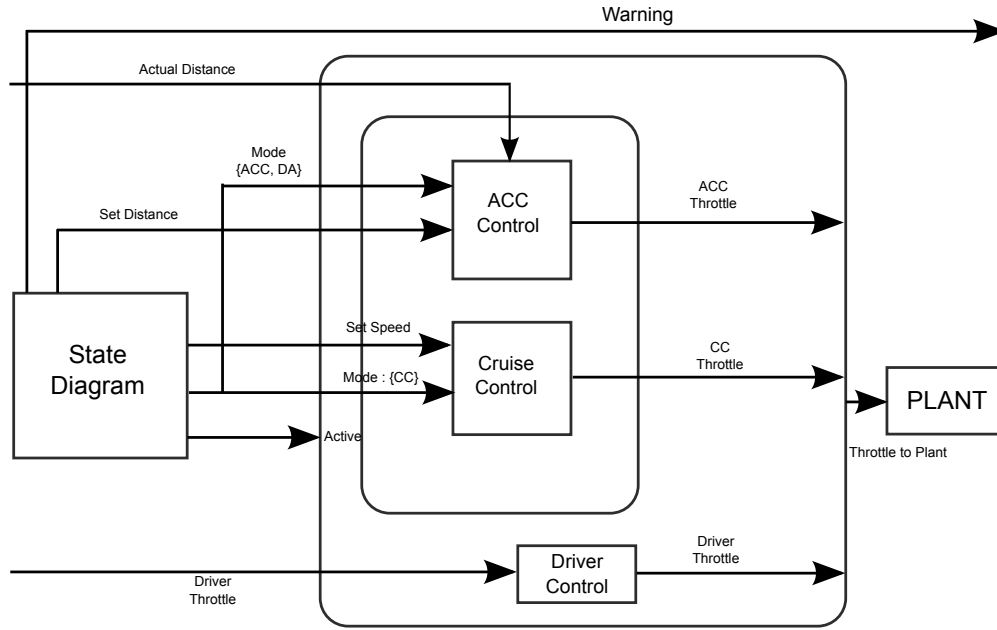 Warning
Actual Distance
Mode
{ACC, DA}
ACC
Control
ACC
Throttle
Set Distance
State
Diagram
Set Speed
Mode : {CC}
Cruise
Control
CC
Throttle
PLANT
Active
Throttle to Plant
Driver
Throttle
Driver
Control
Driver
Throttle